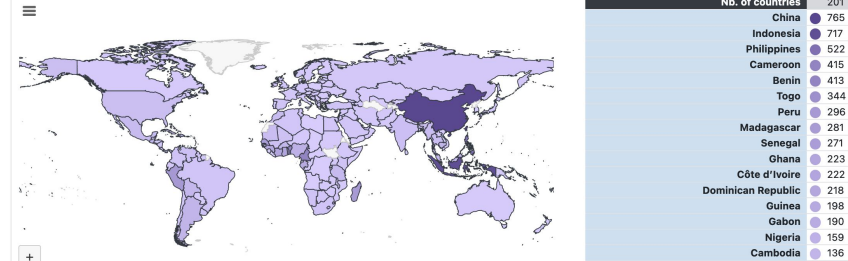 Nb. of countries 201
China 765
Indonesia 717
Philippines 522
Cameroon 415
Benin 413
Togo 344
Peru 296
Madagascar 281
Senegal 271
Ghana 223
Côte d'Ivoire 222
Dominican Republic 218
Guinea 198
Gabon 190
Nigeria 159
Cambodia 136
+